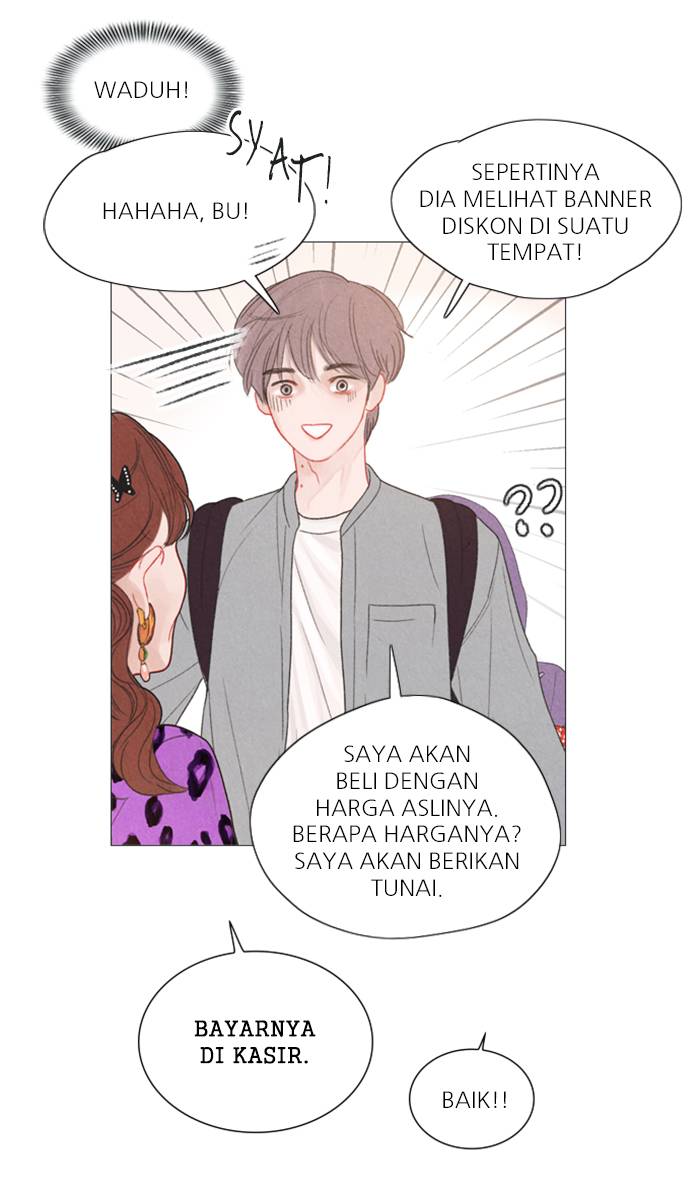 WADUH!
S-Y-A-T!
HAHAHA, BU!
SEPERTINYA
DIA MELIHAT BANNER
DISKON DI SUATU
TEMPAT!
??
SAYA AKAN
BELI DENGAN
HARGA ASLINYA.
BERAPA HARGANYA?
SAYA AKAN BERIKAN
TUNAI.
BAYARNYA
DI KASIR.
BAIK!!